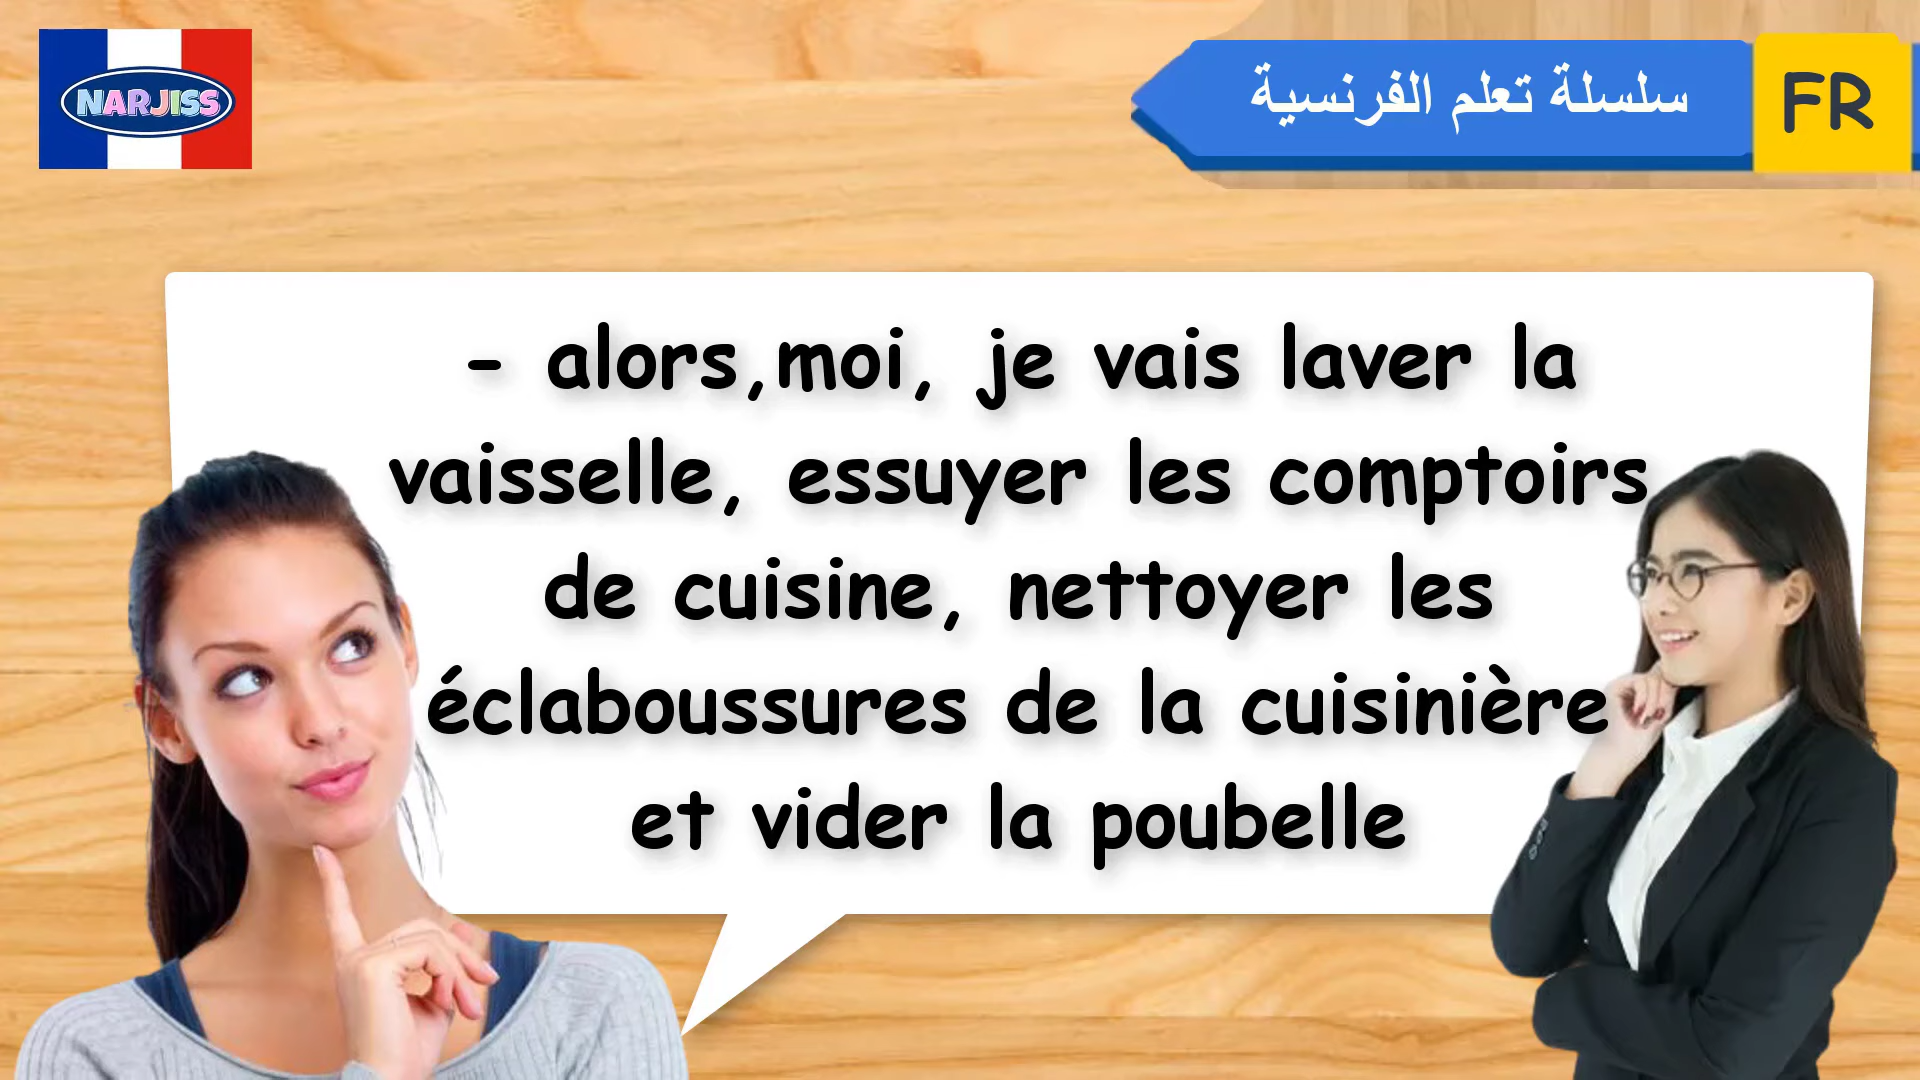 NARJISS
سلسلة تعلم الفرنسية
FR
- alors,moi, je vais laver la
vaisselle, essuyer les comptoirs
de cuisine, nettoyer les
éclaboussures de la cuisinière
et vider la poubelle